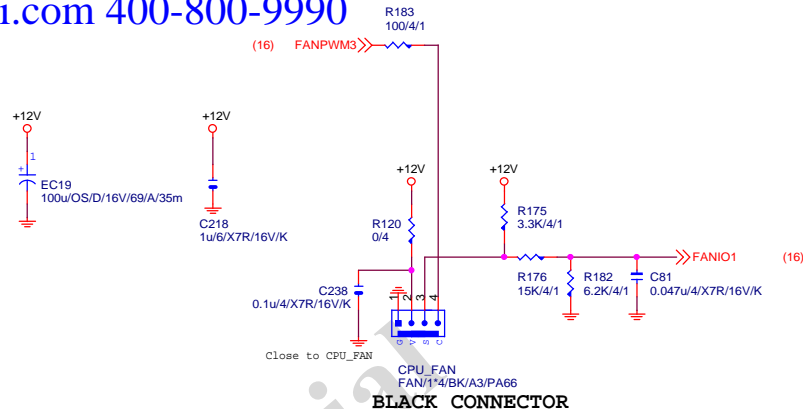 i.com 400-800-9990
R183
100/4/1
(16) FANPWM3
+12V
+12V
1
+
EC19
100u/OS/D/16V/69/A/35m
C218
1u/6/X7R/16V/K
+12V
+12V
R120
0/4
R175
3.3K/4/1
FANIO1 (16)
R176
15K/4/1
R182
6.2K/4/1
C81
0.047u/4/X7R/16V/K
C238
0.1u/4/X7R/16V/K
1 2 3 4
G V S C
Close to CPU_FAN
CPU_FAN
FAN/1*4/BK/A3/PA66
BLACK CONNECTOR